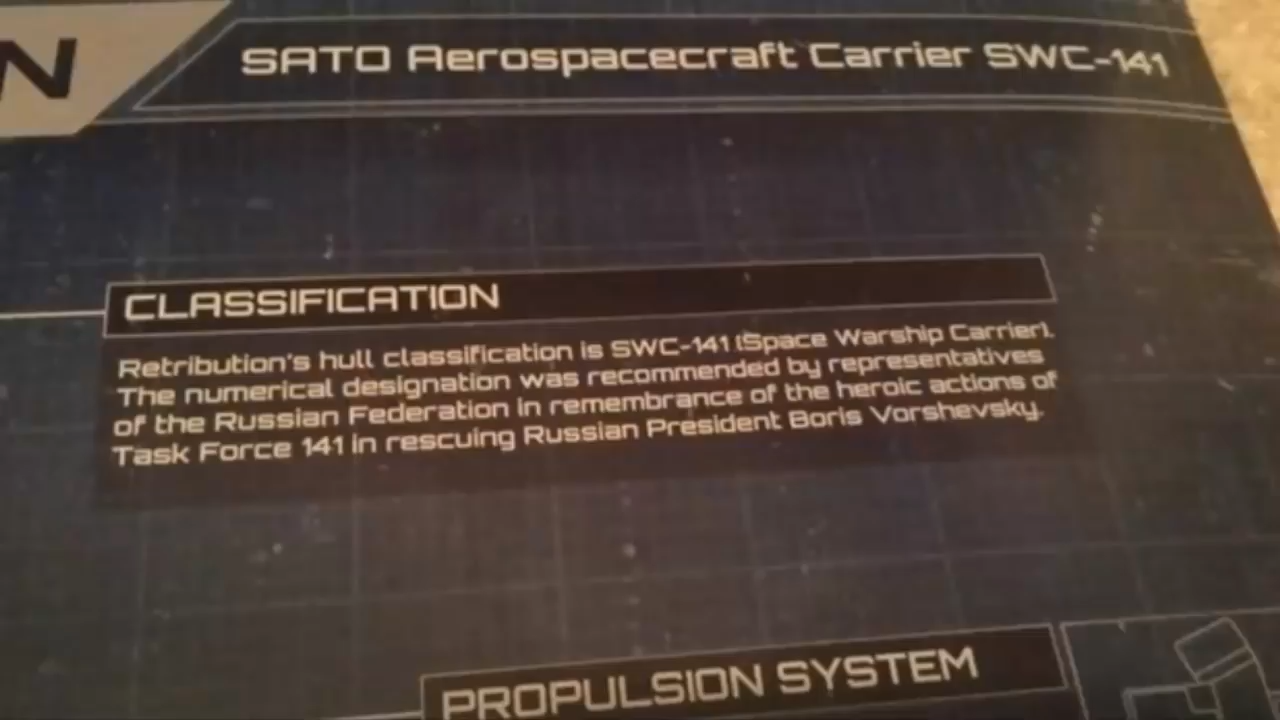 N
SATO Aerospacecraft Carrier SWC-141
CLASSIFICATION
Retribution's hull classification is SWC-141 (Space Warship Carrier).
The numerical designation was recommended by representatives
of the Russian Federation in remembrance of the heroic actions of
Task Force 141 in rescuing Russian President Boris Vorshevsky.
PROPULSION SYSTEM